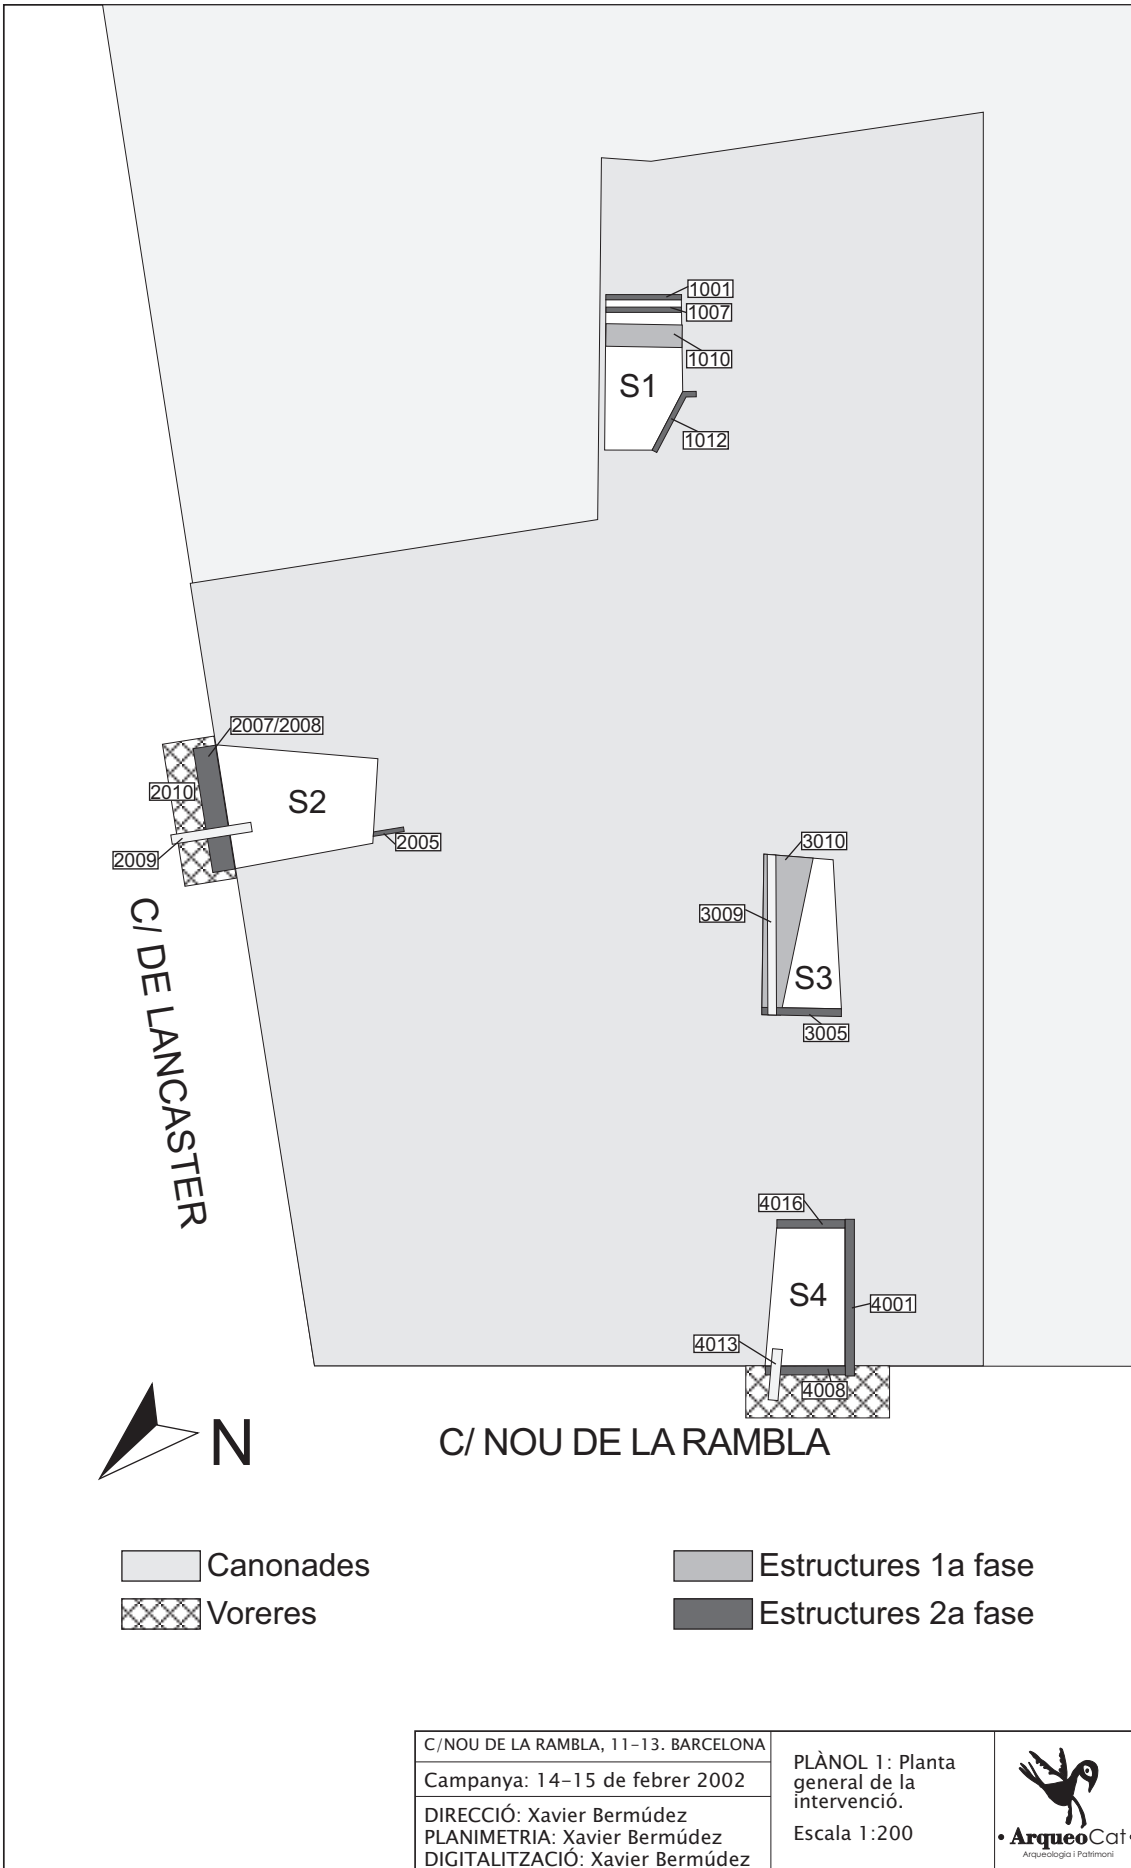 1001
1007
1010
S1
1012
2007/2008
2010
S2
2005
2009
3010
3009
S3
3005
C/ DE LANCASTER
4016
S4
4001
4013
4008
N
C/ NOU DE LA RAMBLA
Canonades
Voreres
Estructures 1a fase
Estructures 2a fase
C/NOU DE LA RAMBLA, 11-13. BARCELONA
Campanya: 14-15 de febrer 2002
DIRECCIÓ: Xavier Bermúdez
PLANIMETRIA: Xavier Bermúdez
DIGITALITZACIÓ: Xavier Bermúdez
PLÀNOL 1: Planta
general de la
intervenció.
Escala 1:200
• ArqueoCat •
Arqueologia i Patrimoni